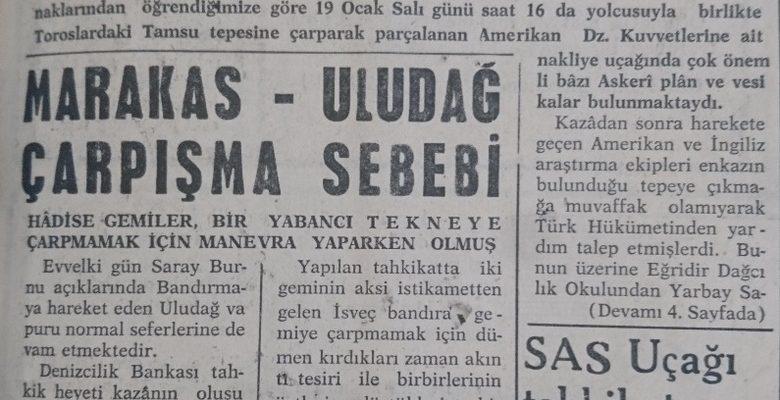 naklarından öğrendiğimize göre 19 Ocak Salı günü saat 16 da yolcusuyla birlikte
Toroslardaki Tamsu tepesine çarparak parçalanan Amerikan Dz. Kuvvetlerine ait
MARAKAS - ULUDAĞ
ÇARPIŞMA SEBEBİ
HÂDİSE GEMİLER, BİR YABANCI TEKNEYE
ÇARPMAMAK İÇİN MANEVRA YAPARKEN OLMUŞ
Evvelki gün Saray Bur-
nu açıklarında Bandırma-
ya hareket eden Uludağ va
puru normal seferlerine de
vam etmektedir.
Denizcilik Bankası tah-
kik heyeti kazânın oluşu
Yapılan tahkikatta iki
geminin aksi istikametten
gelen İsveç bandıra ge-
miye çarpmamak için dü-
men kırdıkları zaman akın
tı tesiri ile birbirlerinin
nakliye uçağında çok önem
li bâzı Askerî plân ve vesi
kalar bulunmaktaydı.
Kazâdan sonra harekete
geçen Amerikan ve İngiliz
araştırma ekipleri enkazın
bulunduğu tepeye çıkma-
ğa muvaffak olamıyarak
Türk Hükümetinden yar-
dım talep etmişlerdi. Bu-
nun üzerine Eğridir Dağcı
lık Okulundan Yarbay Sa-
(Devamı 4. Sayfada)
SAS Uçağı